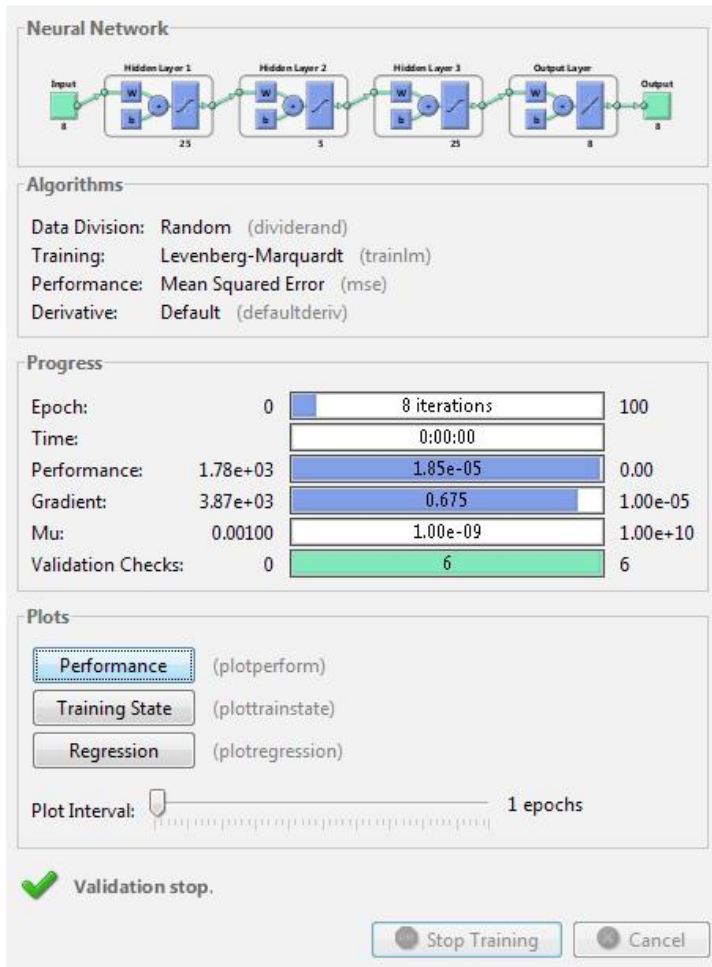 Neural Network
Hidden Layer 1 Hidden Layer 2 Hidden Layer 3 Output Layer
Input Output
W W W W
+ + + +
b b b b
8 25 3 25 8 8
Algorithms
Data Division: Random (dividerand)
Training: Levenberg-Marquardt (trainlm)
Performance: Mean Squared Error (mse)
Derivative: Default (defaultderiv)
Progress
Epoch: 0 8 iterations 100
Time: 0:00:00
Performance: 1.78e+03 1.85e-05 0.00
Gradient: 3.87e+03 0.675 1.00e-05
Mu: 0.00100 1.00e-09 1.00e+10
Validation Checks: 0 6 6
Plots
Performance (plotperform)
Training State (plottrainstate)
Regression (plotregression)
Plot Interval: 1 epochs
Validation stop.
Stop Training Cancel